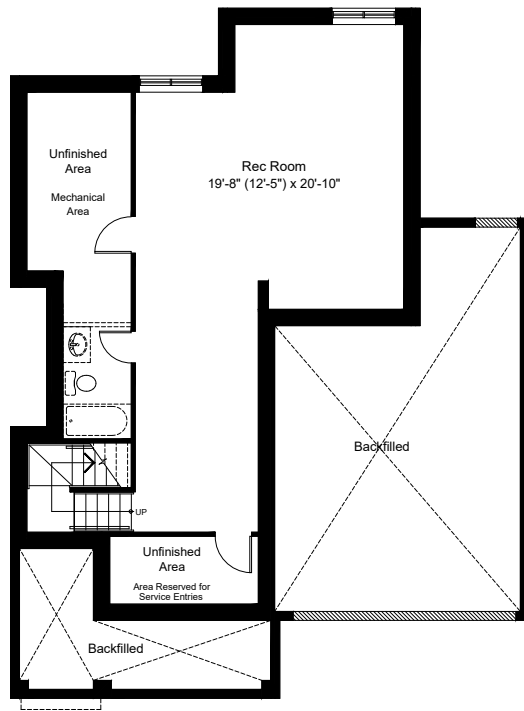 Unfinished
Area
Mechanical
Area
Rec Room
19'-8" (12'-5") x 20'-10"
Backfilled
UP
Unfinished
Area
Area Reserved for
Service Entries
Backfilled